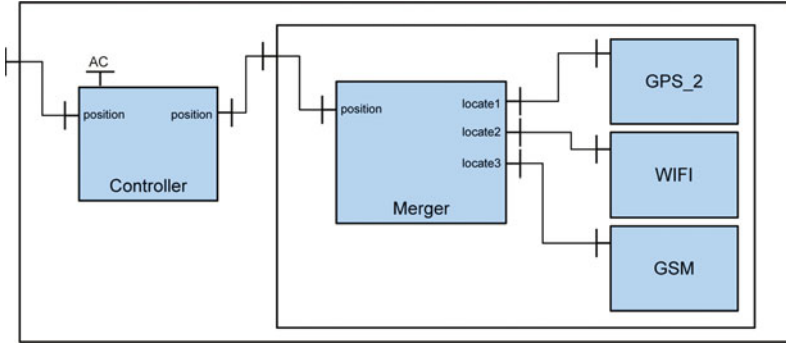 AC
position
position
Controller
position
locate1
locate2
locate3
Merger
GPS_2
WIFI
GSM